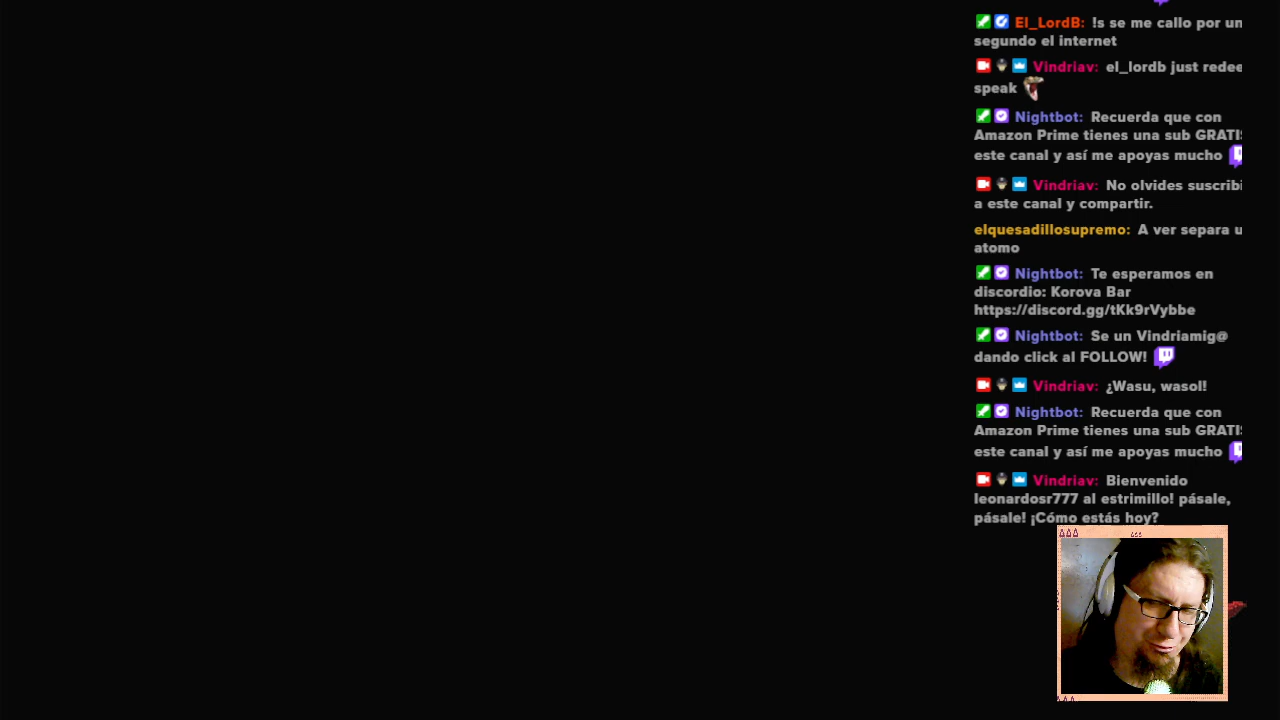 El_LordB: !s se me callo por un
segundo el internet
Vindriav: el_lordb just redee
speak
Nightbot: Recuerda que con
Amazon Prime tienes una sub GRATIS
este canal y así me apoyas mucho
Vindriav: No olvides suscribi
a este canal y compartir.
elquesadillosupremo: A ver separa u
atomo
Nightbot: Te esperamos en
discordio: Korova Bar
https://discord.gg/tKk9rVybbe
Nightbot: Se un Vindriamig@
dando click al FOLLOW!
Vindriav: ¿Wasu, wasol!
Nightbot: Recuerda que con
Amazon Prime tienes una sub GRATIS
este canal y así me apoyas mucho
Vindriav: Bienvenido
leonardosr777 al estrimillo! pásale,
pásale! ¡Cómo estás hoy?